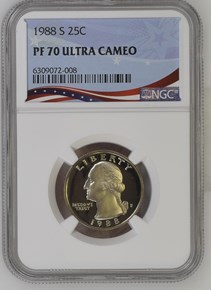 1988 S 25C
PF 70 ULTRA CAMEO
6309072-008
NGC
LIBERTY
IN GOD WE
TRUST
S
1988